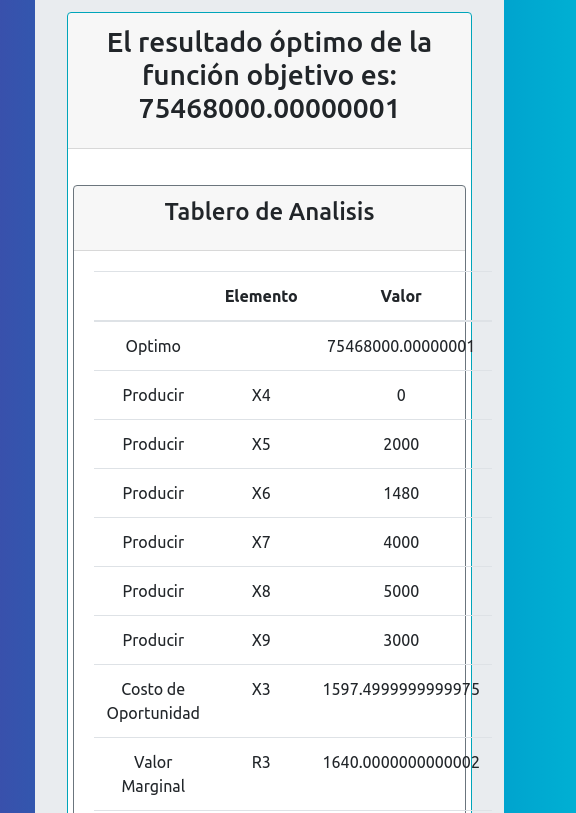 El resultado óptimo de la
función objetivo es:
75468000.00000001
Tablero de Analisis
Elemento Valor
Optimo 75468000.00000001
Producir X4 0
Producir X5 2000
Producir X6 1480
Producir X7 4000
Producir X8 5000
Producir X9 3000
Costo de
Oportunidad X3 1597.4999999999975
Valor
Marginal R3 1640.0000000000002